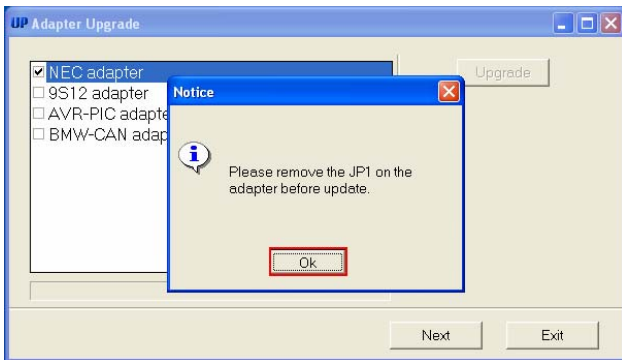 UP Adapter Upgrade
NEC adapter
Upgrade
9S12 adapter
Notice
AVR-PIC adapte
BMW-CAN adap
Please remove the JP1 on the
adapter before update.
Ok
Next
Exit